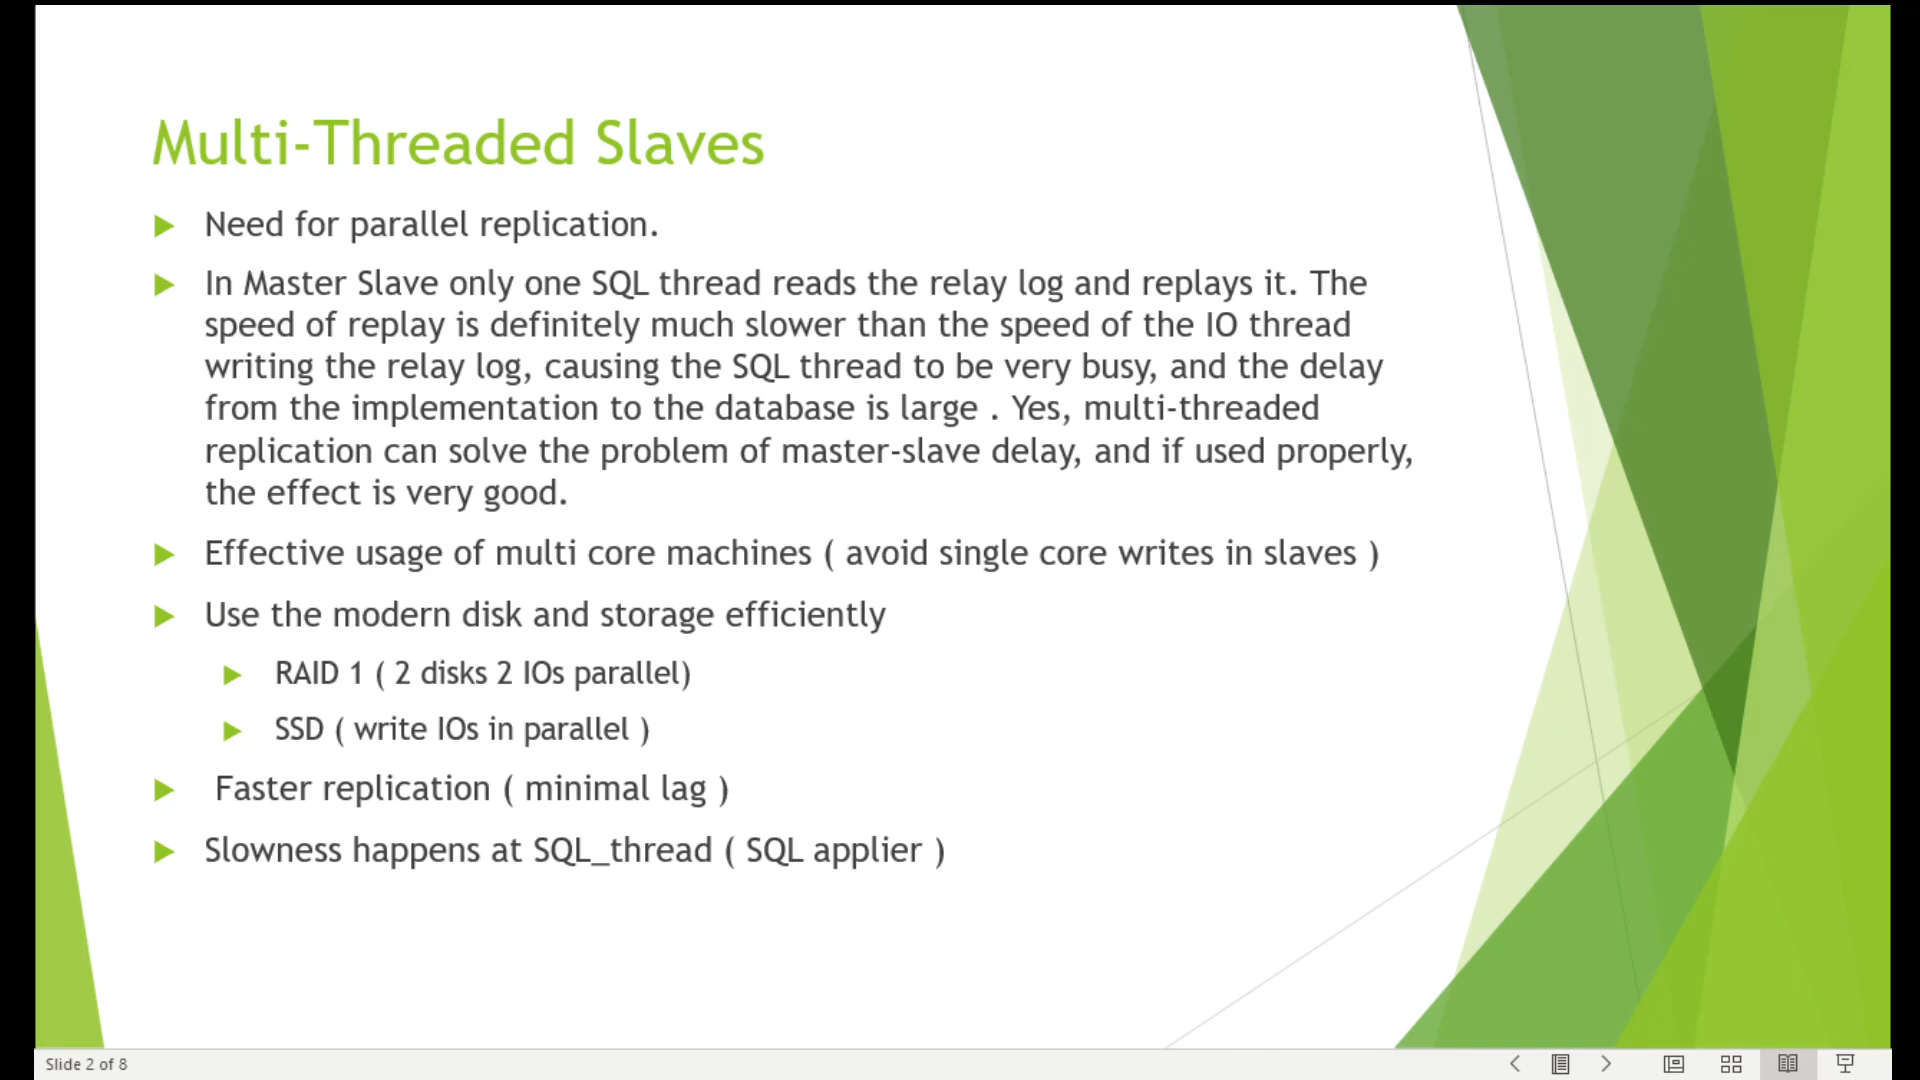 Multi-Threaded Slaves
Need for parallel replication.
In Master Slave only one SQL thread reads the relay log and replays it. The
speed of replay is definitely much slower than the speed of the IO thread
writing the relay log, causing the SQL thread to be very busy, and the delay
from the implementation to the database is large . Yes, multi-threaded
replication can solve the problem of master-slave delay, and if used properly,
the effect is very good.
Effective usage of multi core machines ( avoid single core writes in slaves )
Use the modern disk and storage efficiently
RAID 1 ( 2 disks 2 IOs parallel)
SSD ( write IOs in parallel )
Faster replication ( minimal lag )
Slowness happens at SQL_thread ( SQL applier )
Slide 2 of 8